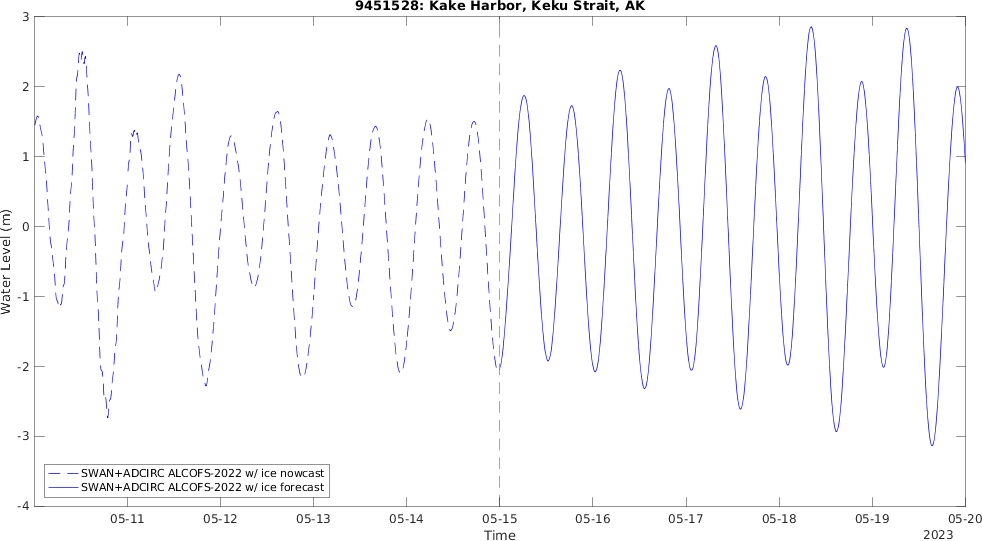 9451528: Kake Harbor, Keku Strait, AK
3
2
1
0
-1
-2
-3
-4
Water Level (m)
SWAN+ADCIRC ALCOFS-2022 w/ ice nowcast
SWAN+ADCIRC ALCOFS-2022 w/ ice forecast
05-11 05-12 05-13 05-14 05-15 05-16 05-17 05-18 05-19 05-20
Time
2023